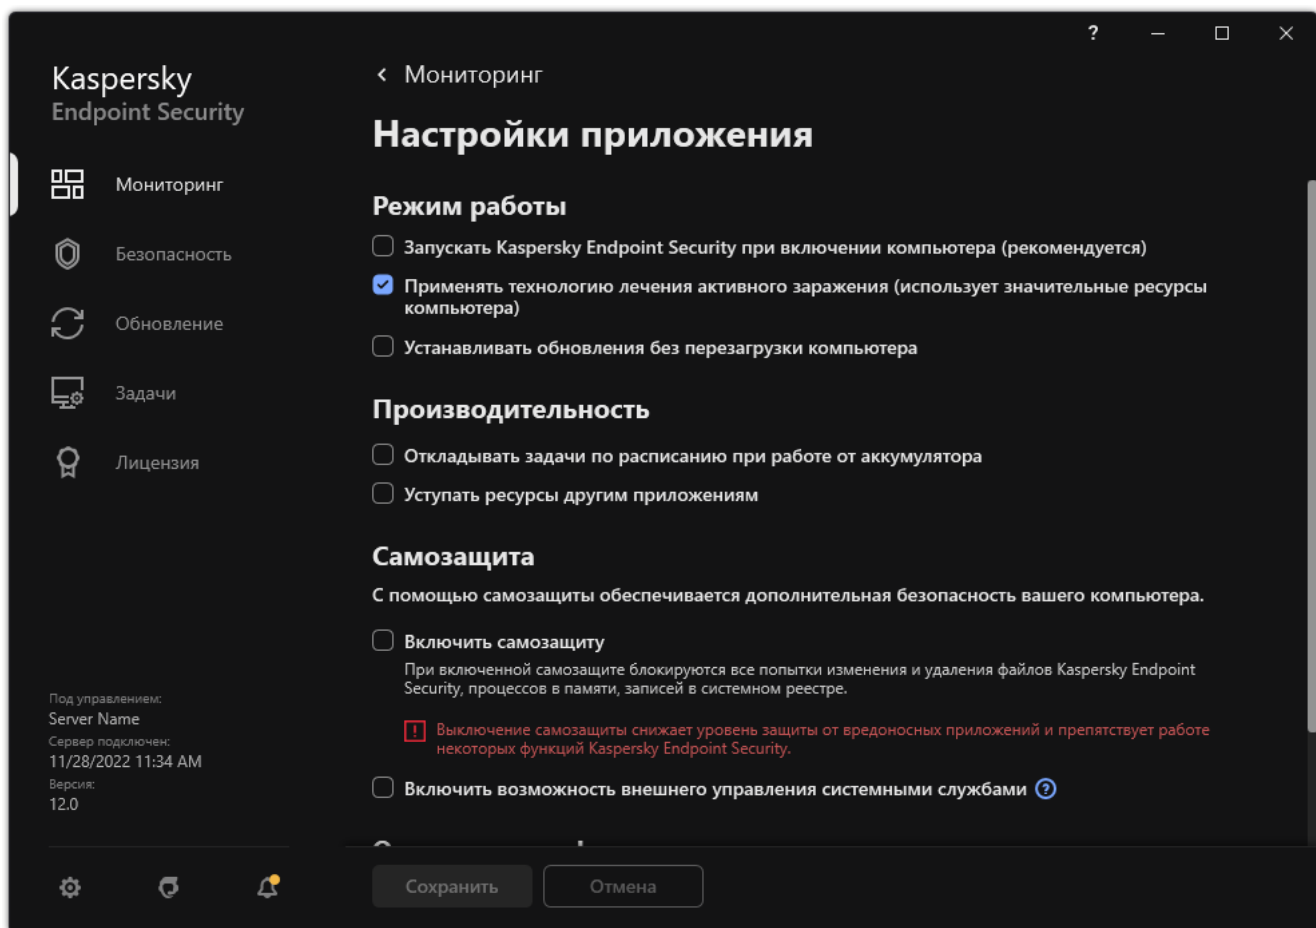 ?
Kaspersky
Endpoint Security
Мониторинг
Безопасность
Обновление
Задачи
Лицензия
Под управлением:
Server Name
Сервер подключен:
11/28/2022 11:34 AM
Версия:
12.0
Мониторинг
Настройки приложения
Режим работы
Запускать Kaspersky Endpoint Security при включении компьютера (рекомендуется)
Применять технологию лечения активного заражения (использует значительные ресурсы
компьютера)
Устанавливать обновления без перезагрузки компьютера
Производительность
Откладывать задачи по расписанию при работе от аккумулятора
Уступать ресурсы другим приложениям
Самозащита
С помощью самозащиты обеспечивается дополнительная безопасность вашего компьютера.
Включить самозащиту
При включенной самозащите блокируются все попытки изменения и удаления файлов Kaspersky Endpoint
Security, процессов в памяти, записей в системном реестре.
Выключение самозащиты снижает уровень защиты от вредоносных приложений и препятствует работе
некоторых функций Kaspersky Endpoint Security.
Включить возможность внешнего управления системными службами ?
Сохранить
Отмена